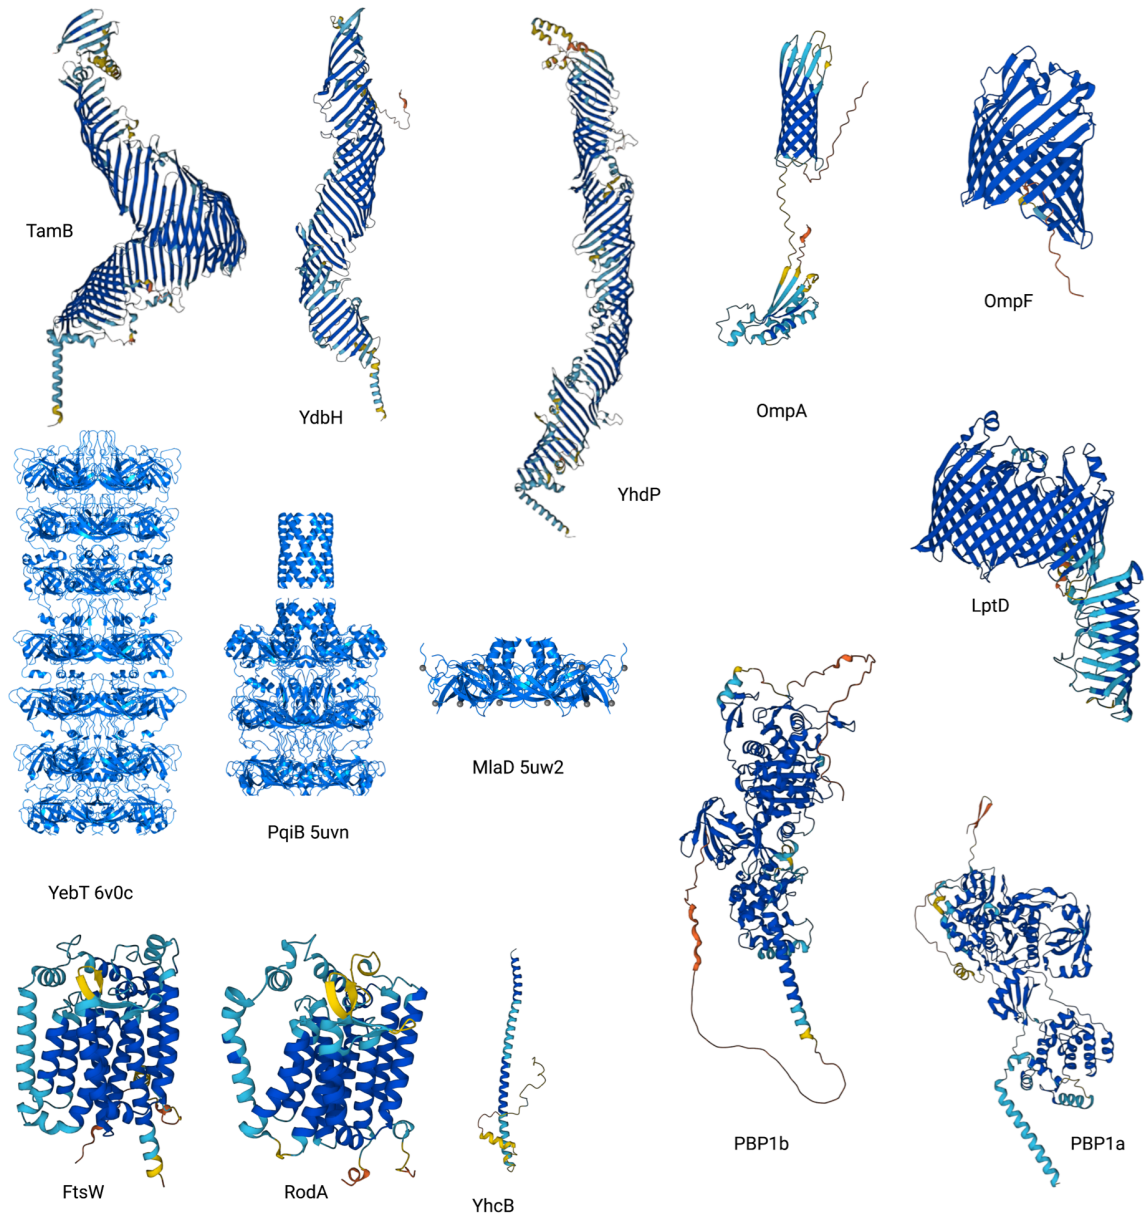 TamB
YdbH
YhdP
OmpA
OmpF
LptD
YebT 6v0c
PqiB 5uvn
MlaD 5uw2
FtsW
RodA
YhcB
PBP1b
PBP1a